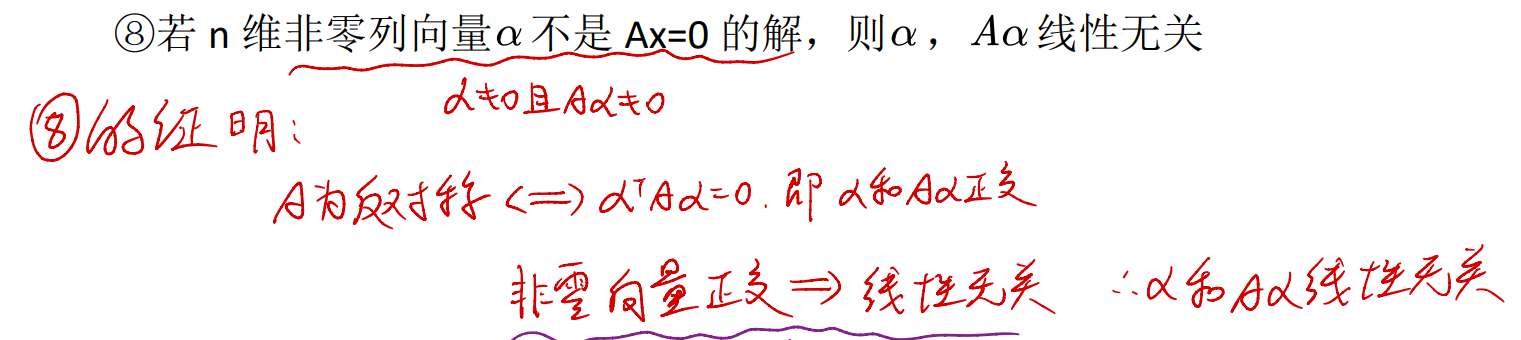 ⑧若 n 维非零列向量α不是 Ax=0 的解，则α，Aα线性无关
α≠0且Aα≠0
⑧的证明：
A为反对称 <=> αᵀAα=0. 即 α和Aα正交
非零向量正交 => 线性无关 ∴α和Aα线性无关